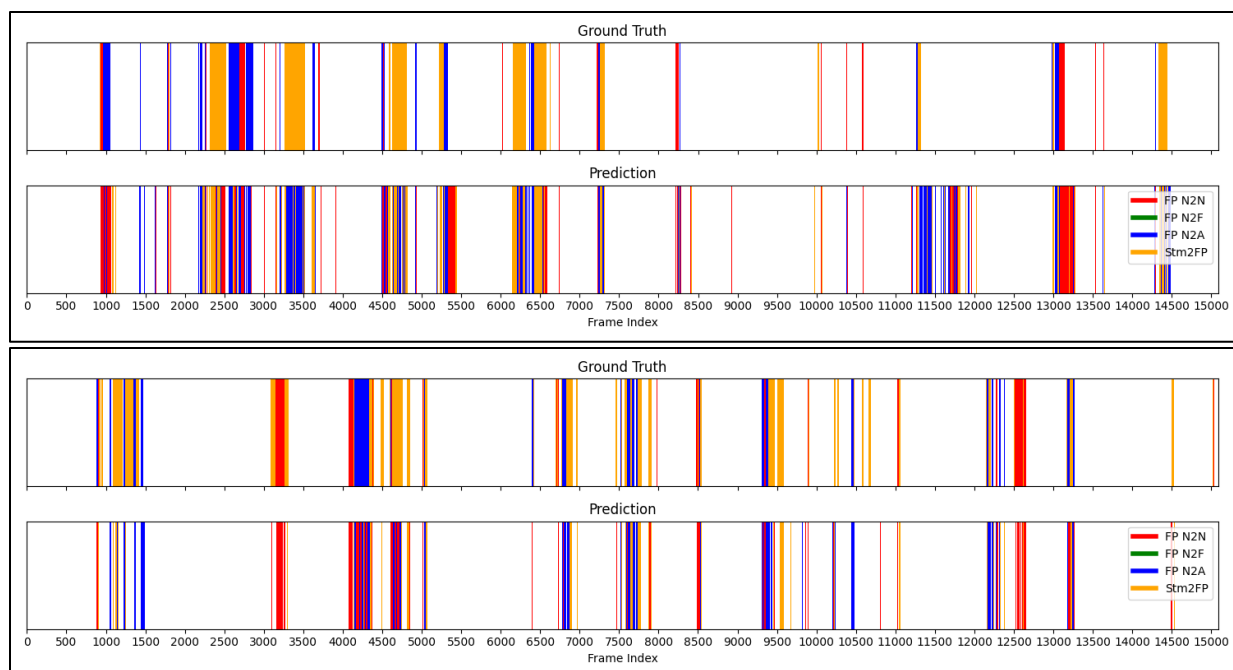 Ground Truth
Prediction
FP N2N
FP N2F
FP N2A
Stm2FP
0 500 1000 1500 2000 2500 3000 3500 4000 4500 5000 5500 6000 6500 7000 7500 8000 8500 9000 9500 10000 10500 11000 11500 12000 12500 13000 13500 14000 14500 15000
Frame Index
Ground Truth
Prediction
FP N2N
FP N2F
FP N2A
Stm2FP
0 500 1000 1500 2000 2500 3000 3500 4000 4500 5000 5500 6000 6500 7000 7500 8000 8500 9000 9500 10000 10500 11000 11500 12000 12500 13000 13500 14000 14500 15000
Frame Index